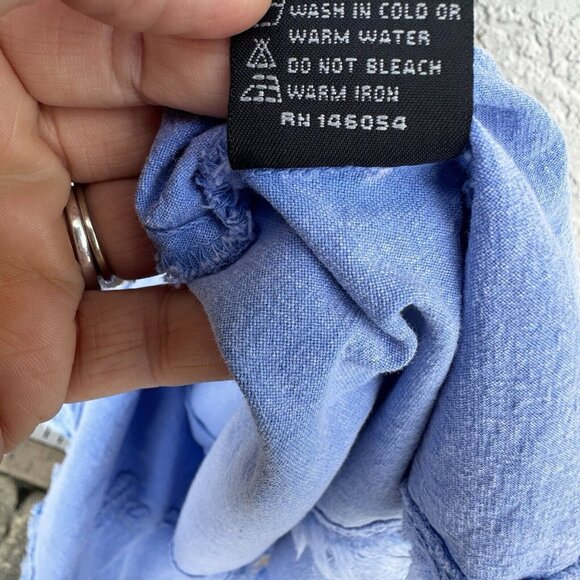 WASH IN COLD OR
WARM WATER
DO NOT BLEACH
WARM IRON
RN 146054